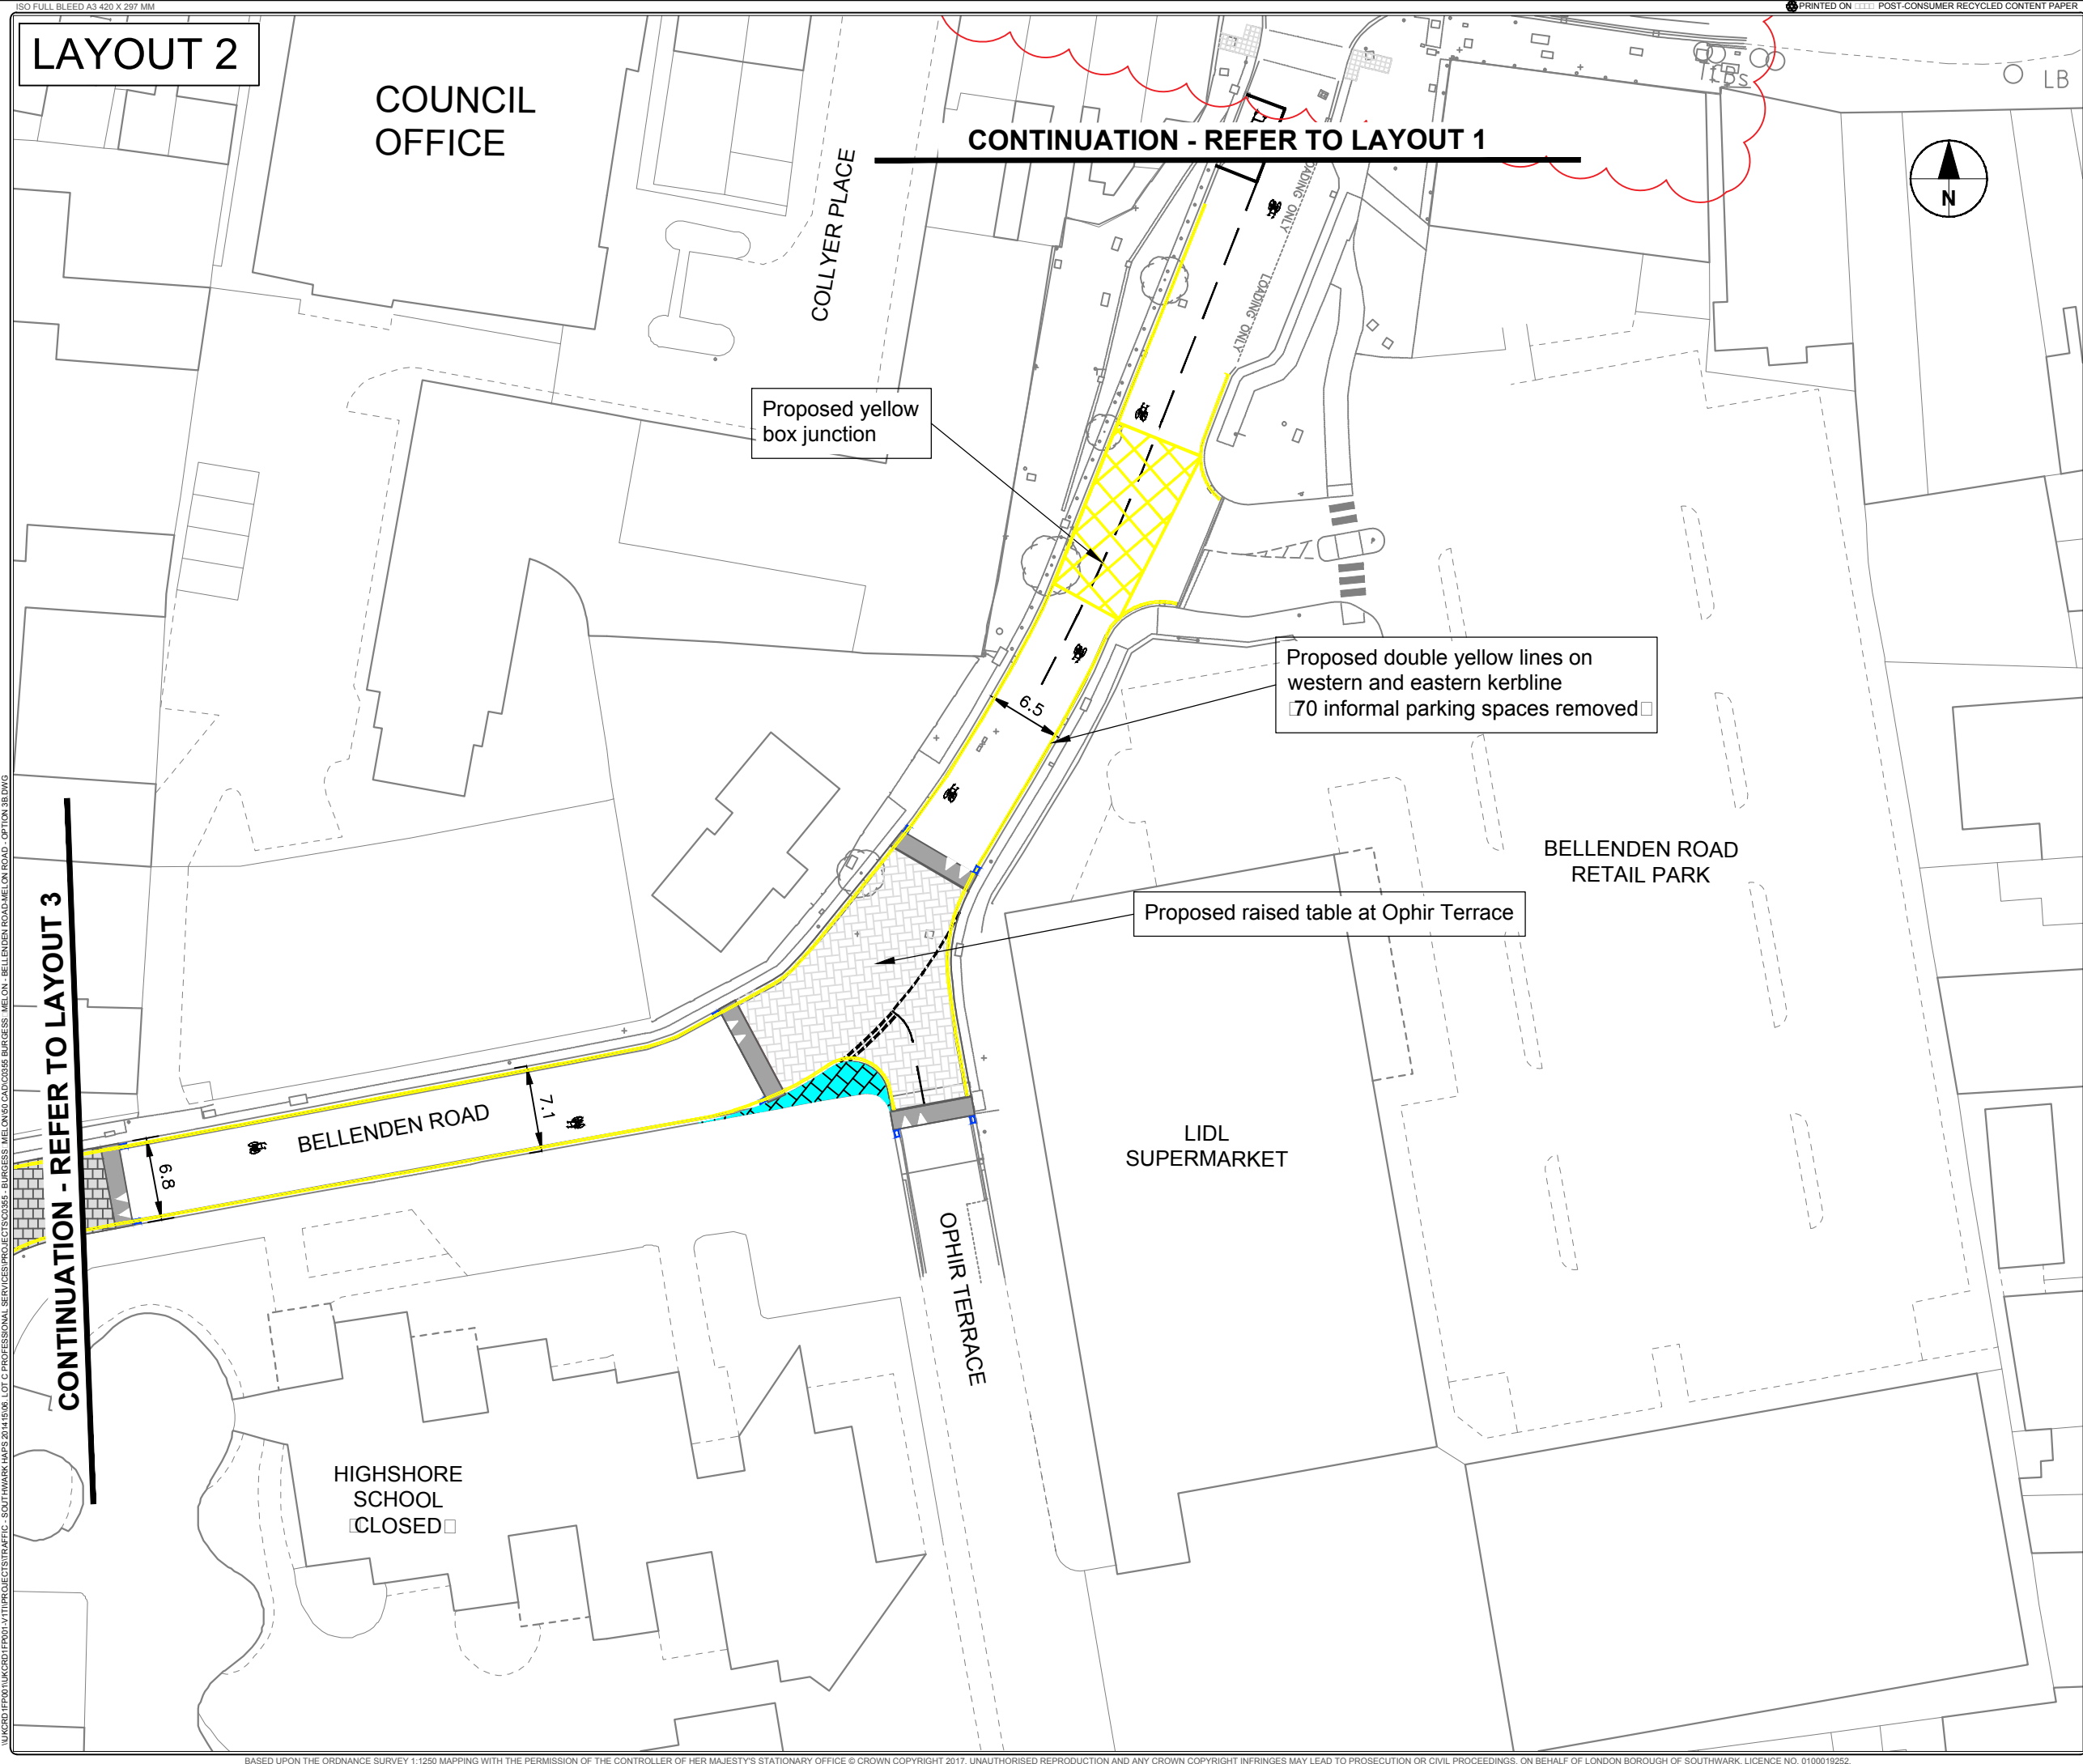 ISO FULL BLEED A3 420 X 297 MM
PRINTED ON □□□□ POST-CONSUMER RECYCLED CONTENT PAPER
LAYOUT 2
COUNCIL
OFFICE
COLLYER PLACE
CONTINUATION - REFER TO LAYOUT 1
LB
N
LOADING ONLY
LOADING ONLY
Proposed yellow
box junction
Proposed double yellow lines on
western and eastern kerbline
□70 informal parking spaces removed□
6.5
BELLENDEN ROAD
RETAIL PARK
Proposed raised table at Ophir Terrace
CONTINUATION - REFER TO LAYOUT 3
BELLENDEN ROAD
7.1
6.8
LIDL
SUPERMARKET
OPHIR TERRACE
HIGHSHORE
SCHOOL
□CLOSED□
BASED UPON THE ORDNANCE SURVEY 1:1250 MAPPING WITH THE PERMISSION OF THE CONTROLLER OF HER MAJESTY'S STATIONARY OFFICE © CROWN COPYRIGHT 2017. UNAUTHORISED REPRODUCTION AND ANY CROWN COPYRIGHT INFRINGES MAY LEAD TO PROSECUTION OR CIVIL PROCEEDINGS. ON BEHALF OF LONDON BOROUGH OF SOUTHWARK. LICENCE NO. 0100019252.